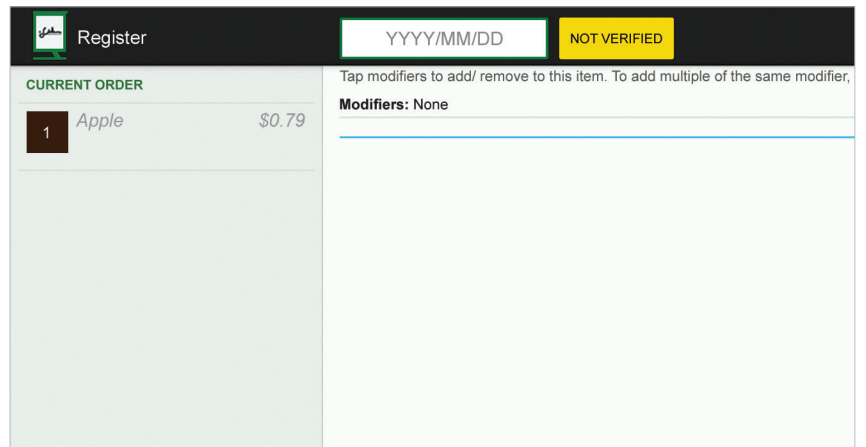 Register
YYYY/MM/DD
NOT VERIFIED
CURRENT ORDER
1
Apple
$0.79
Tap modifiers to add/ remove to this item. To add multiple of the same modifier,
Modifiers: None